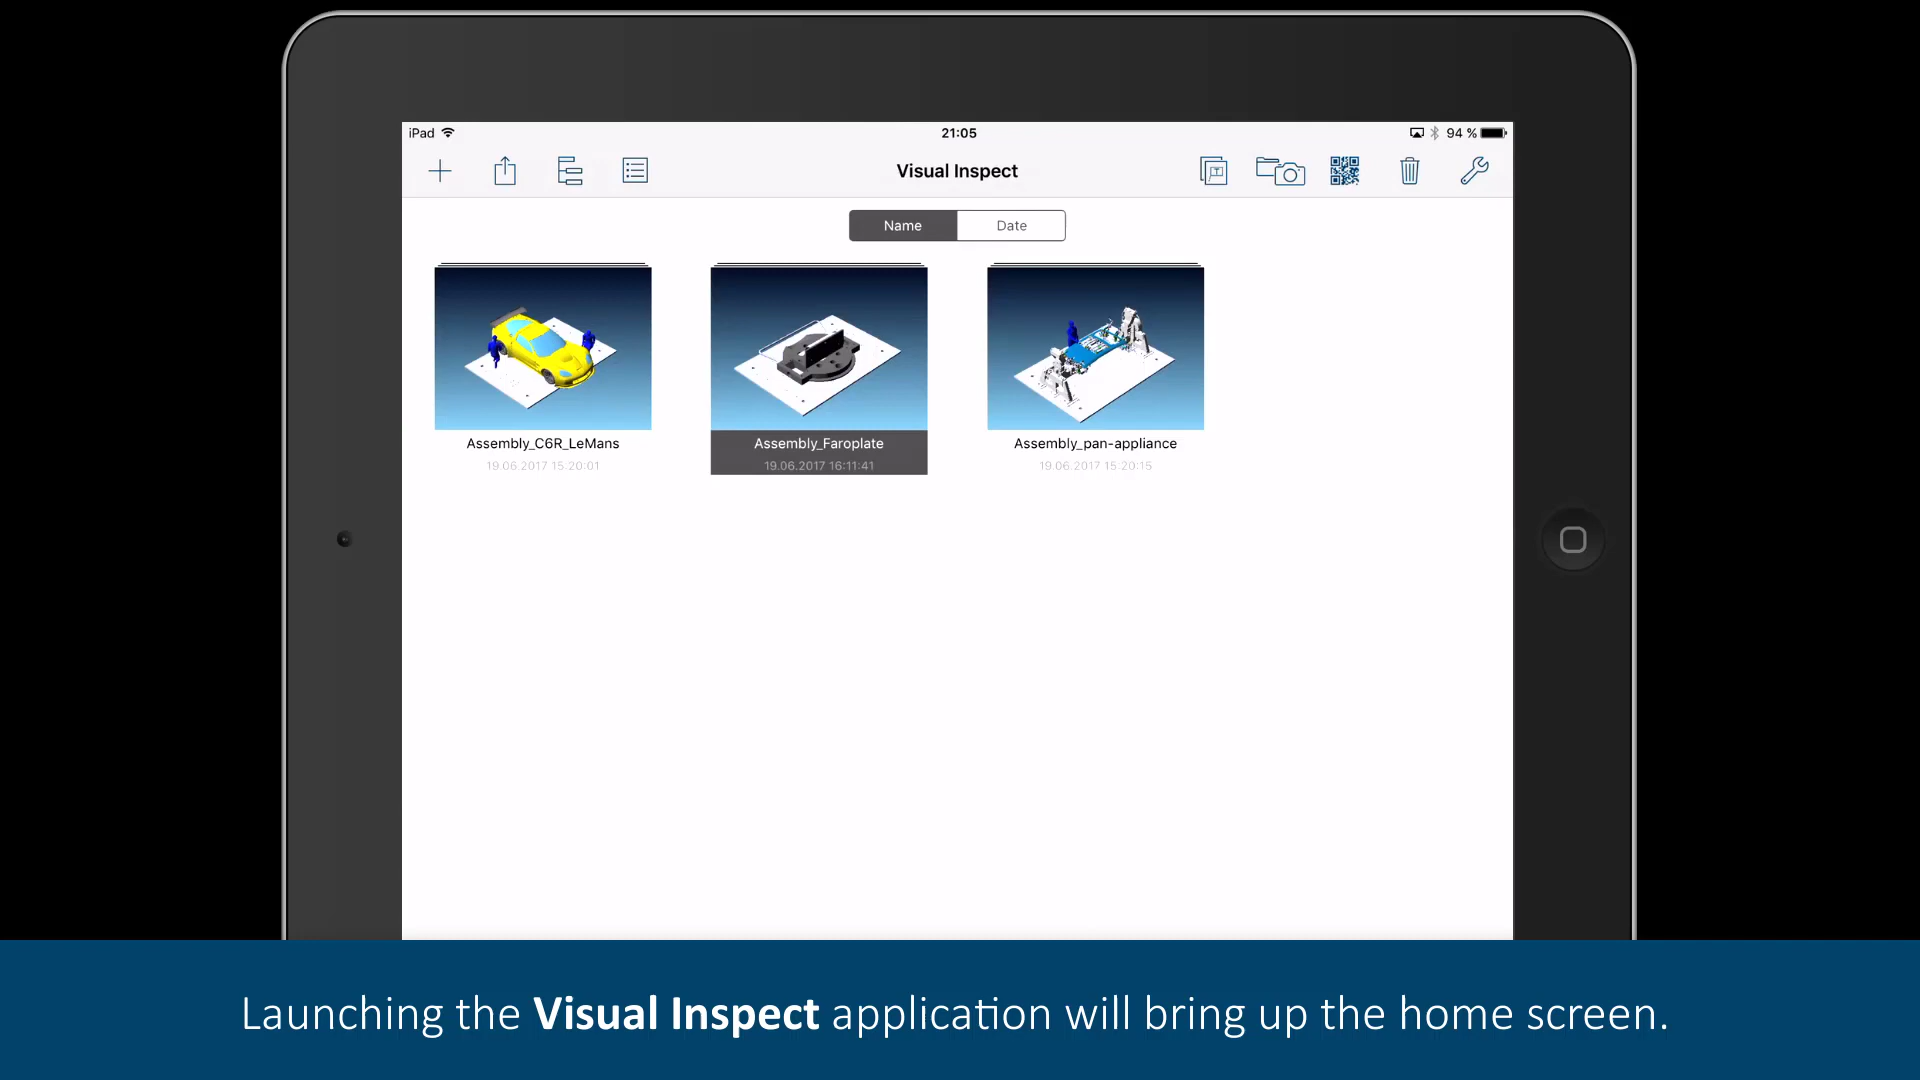 iPad
21:05
94 %
Visual Inspect
Name
Date
Assembly_C6R_LeMans
19.06.2017 15:20:01
Assembly_Faroplate
19.06.2017 16:11:41
Assembly_pan-appliance
19.06.2017 15:20:15
Launching the Visual Inspect application will bring up the home screen.